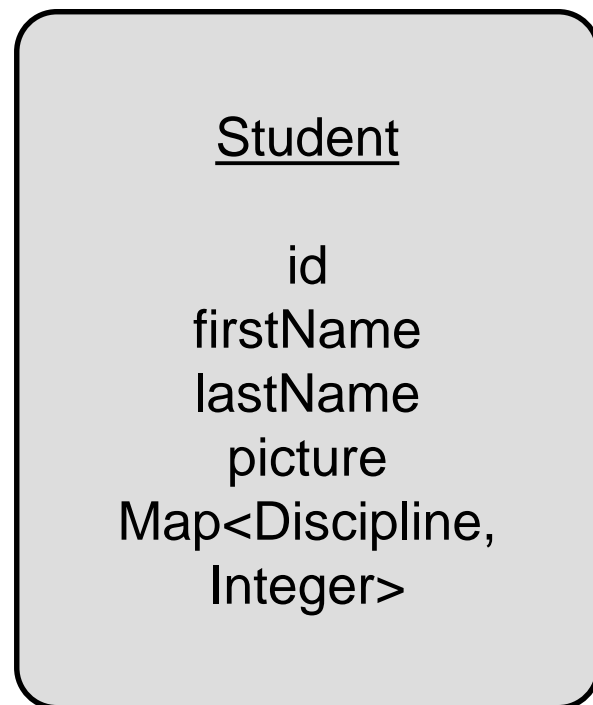 Student
id
firstName
lastName
picture
Map<Discipline,
Integer>